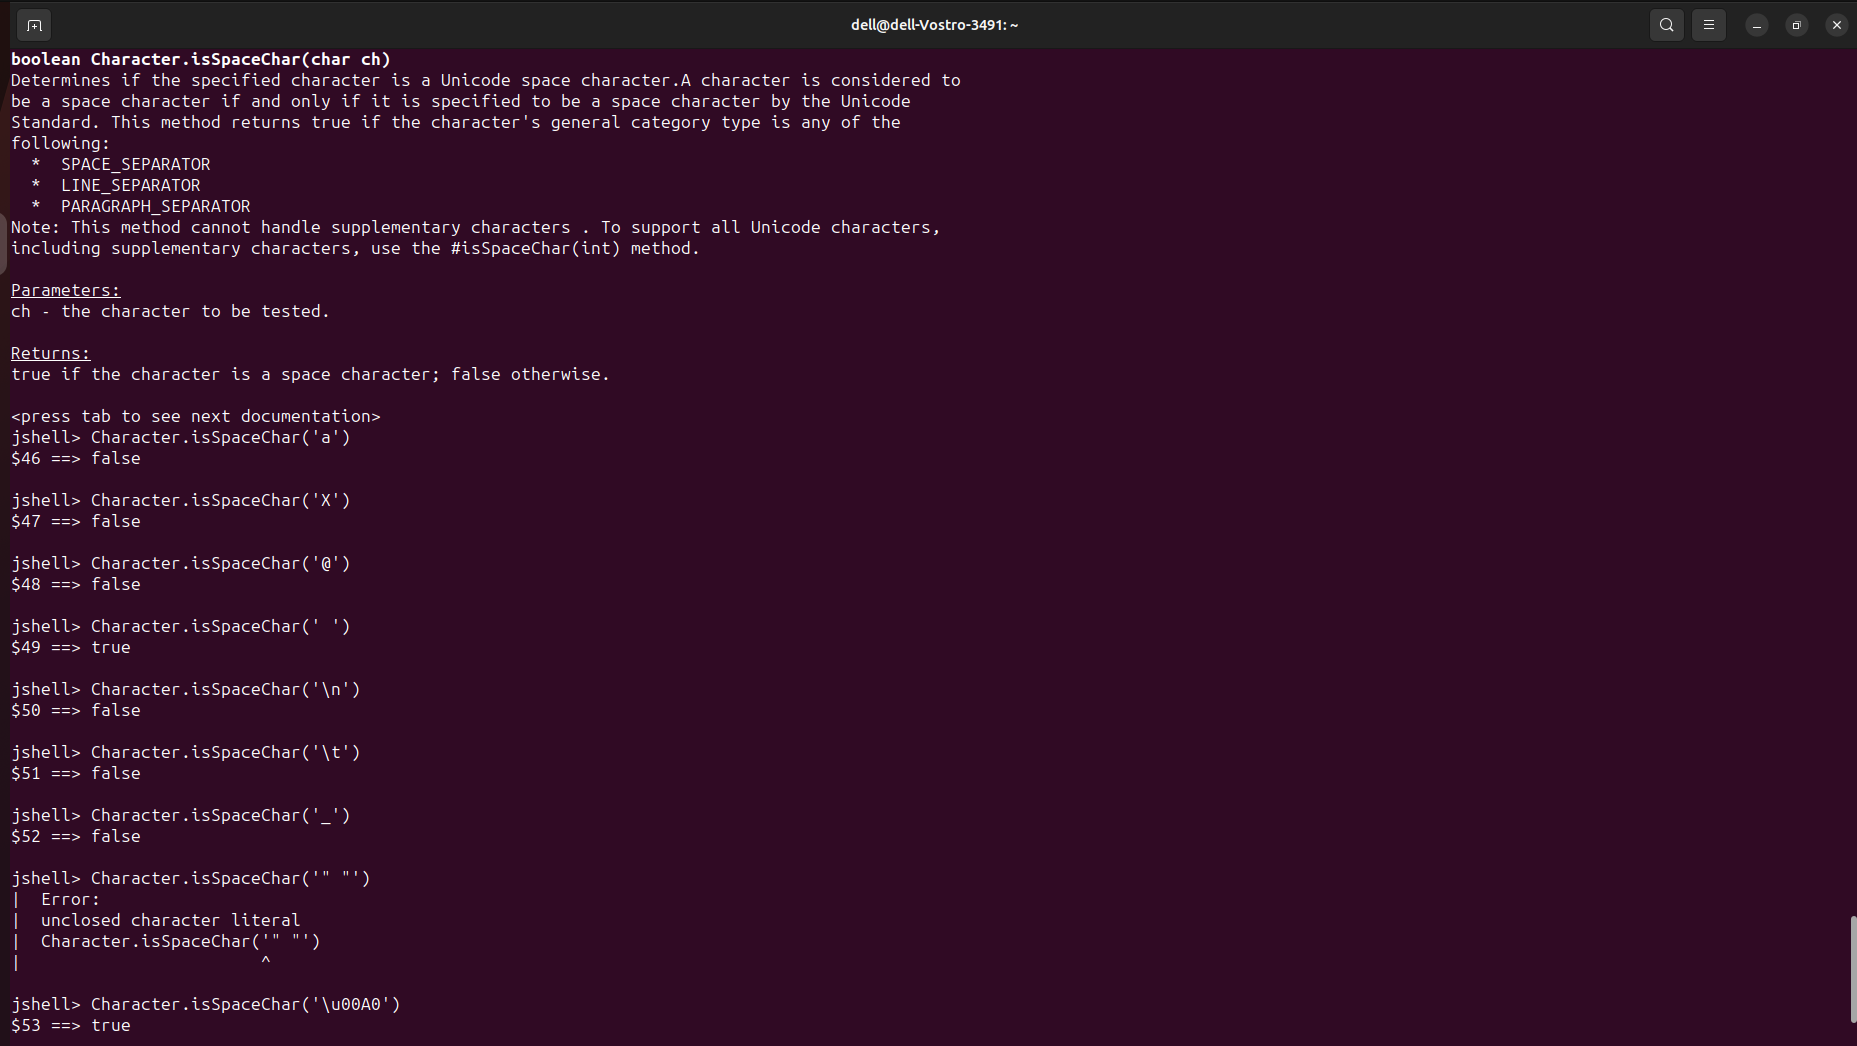 dell@dell-Vostro-3491: ~
boolean Character.isSpaceChar(char ch)
Determines if the specified character is a Unicode space character.A character is considered to
be a space character if and only if it is specified to be a space character by the Unicode
Standard. This method returns true if the character's general category type is any of the
following:
  *  SPACE_SEPARATOR
  *  LINE_SEPARATOR
  *  PARAGRAPH_SEPARATOR
Note: This method cannot handle supplementary characters . To support all Unicode characters,
including supplementary characters, use the #isSpaceChar(int) method.

Parameters:
ch - the character to be tested.

Returns:
true if the character is a space character; false otherwise.

<press tab to see next documentation>
jshell> Character.isSpaceChar('a')
$46 ==> false

jshell> Character.isSpaceChar('X')
$47 ==> false

jshell> Character.isSpaceChar('@')
$48 ==> false

jshell> Character.isSpaceChar(' ')
$49 ==> true

jshell> Character.isSpaceChar('\n')
$50 ==> false

jshell> Character.isSpaceChar('\t')
$51 ==> false

jshell> Character.isSpaceChar('_')
$52 ==> false

jshell> Character.isSpaceChar('" "')
|  Error:
|  unclosed character literal
|  Character.isSpaceChar('" "')
|                        ^

jshell> Character.isSpaceChar('\u00A0')
$53 ==> true